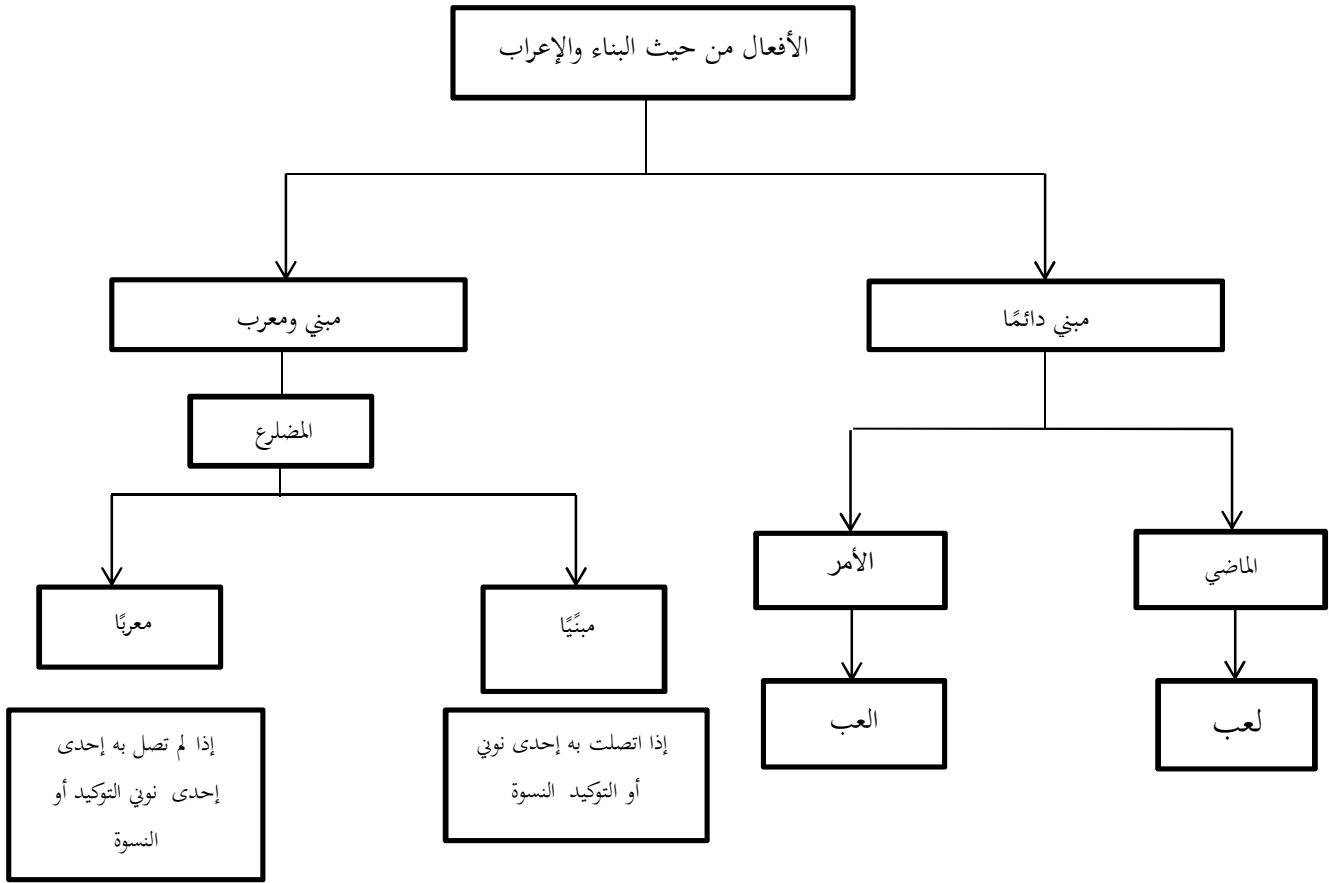 الأفعال من حيث البناء والإعراب
مبني دائمًا
مبني ومعرب
المضلرع
الماضي
الأمر
مبنًيًا
معربًا
لعب
العب
إذا اتصلت به إحدى نوني
أو التوكيد النسوة
إذا لم تصل به إحدى
إحدى نوني التوكيد أو
النسوة